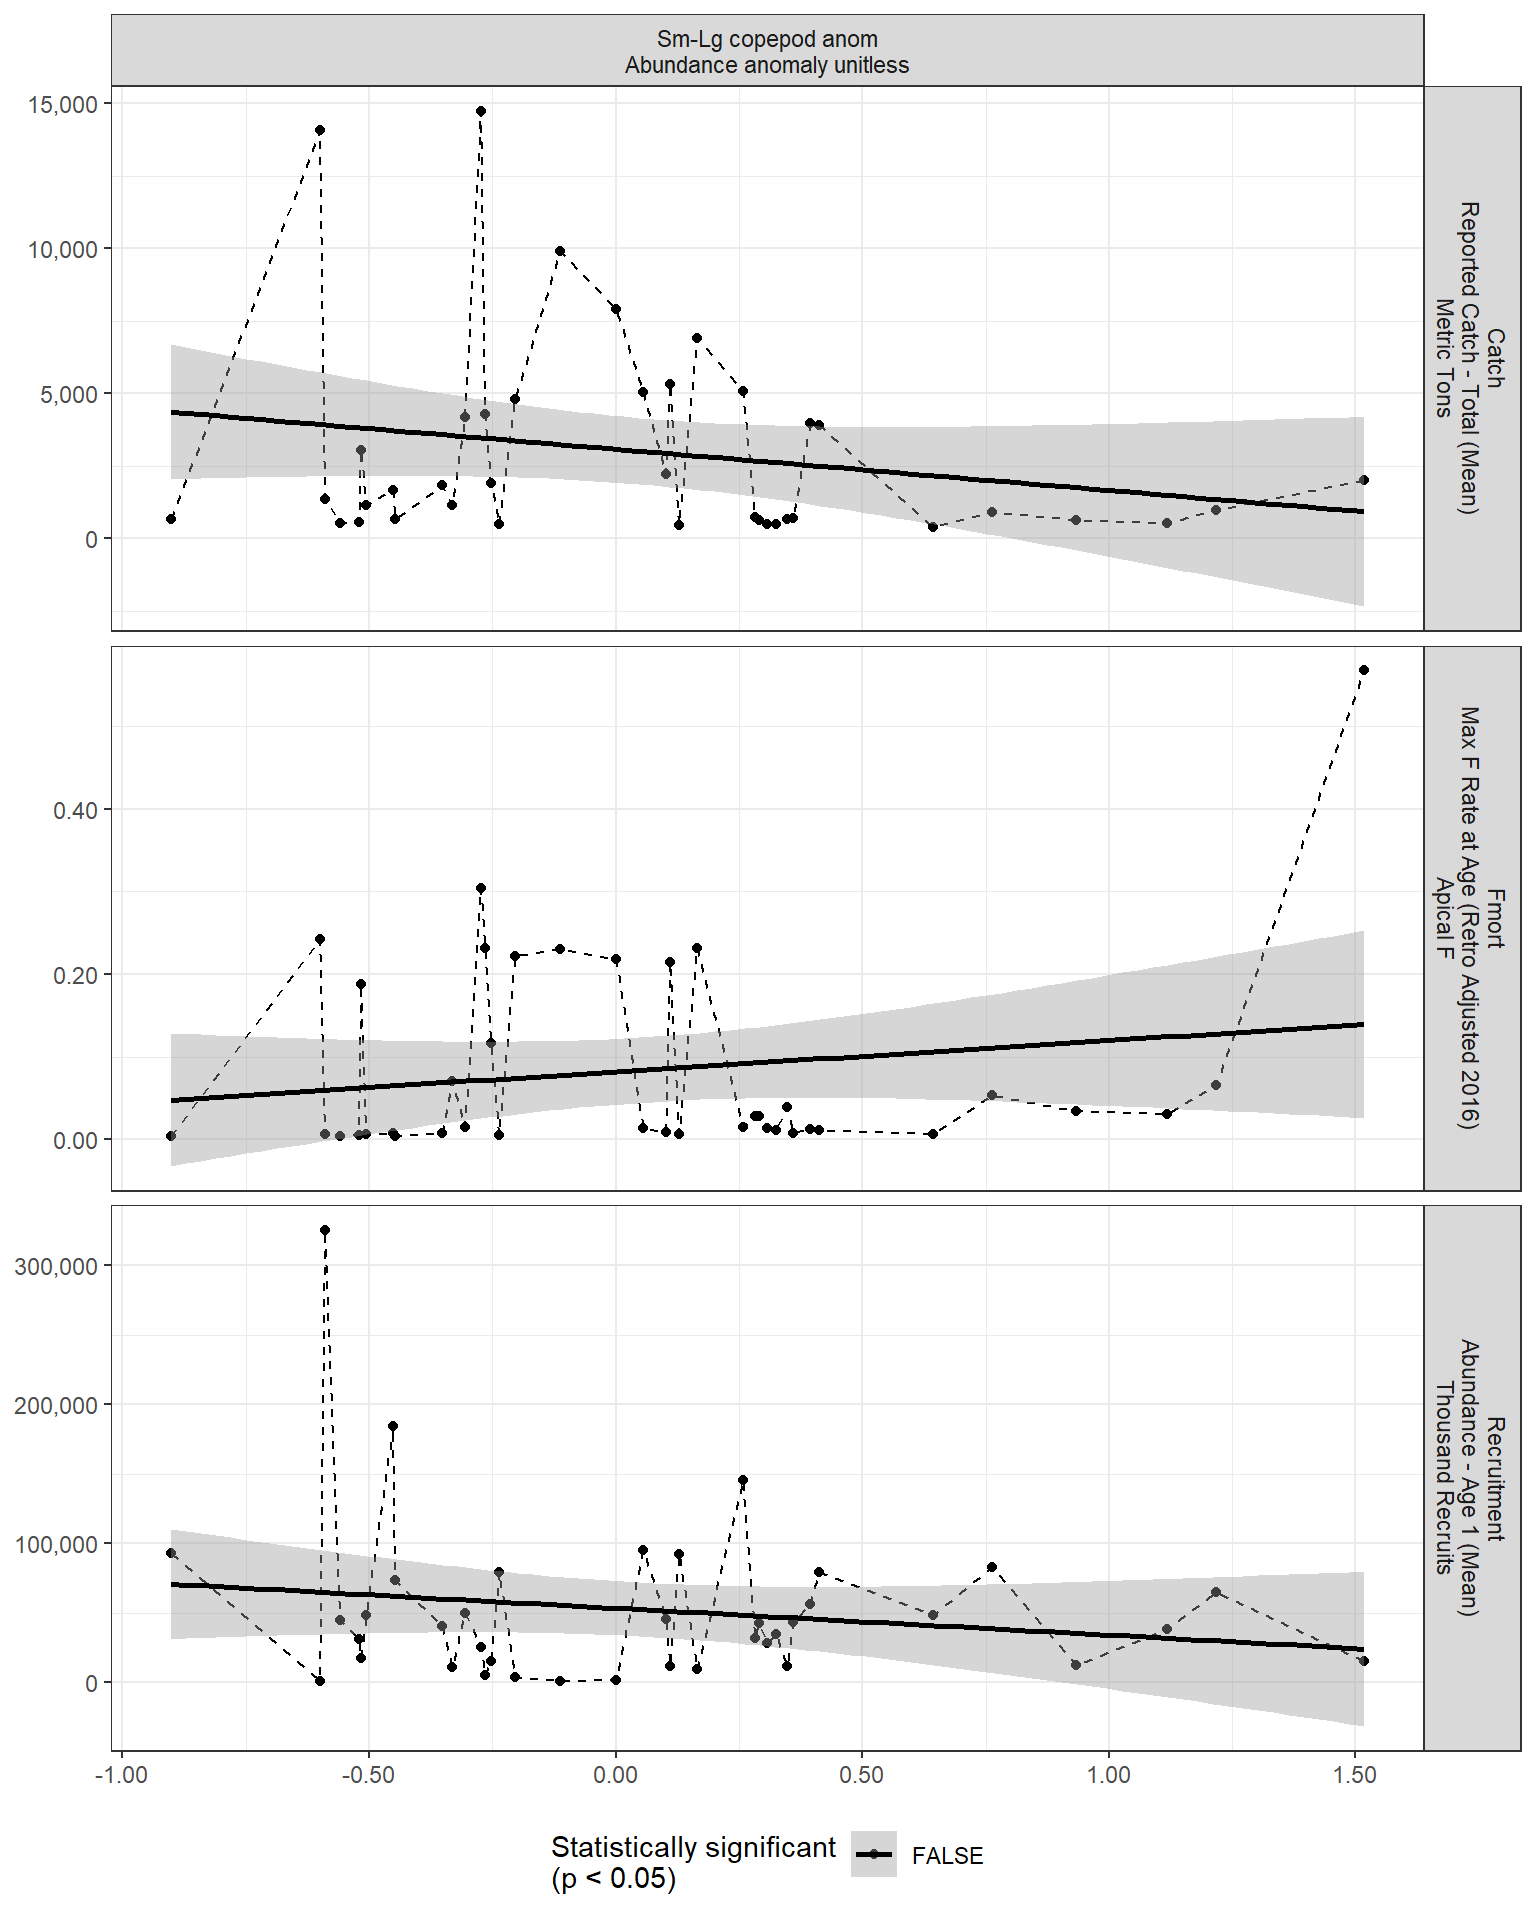 Sm-Lg copepod anom
Abundance anomaly unitless
15,000
10,000
5,000
0
Catch
Reported Catch - Total (Mean)
Metric Tons
0.40
0.20
0.00
Fmort
Max F Rate at Age (Retro Adjusted 2016)
Apical F
300,000
200,000
100,000
0
Recruitment
Abundance - Age 1 (Mean)
Thousand Recruits
-1.00 -0.50 0.00 0.50 1.00 1.50
Statistically significant
(p < 0.05)
FALSE